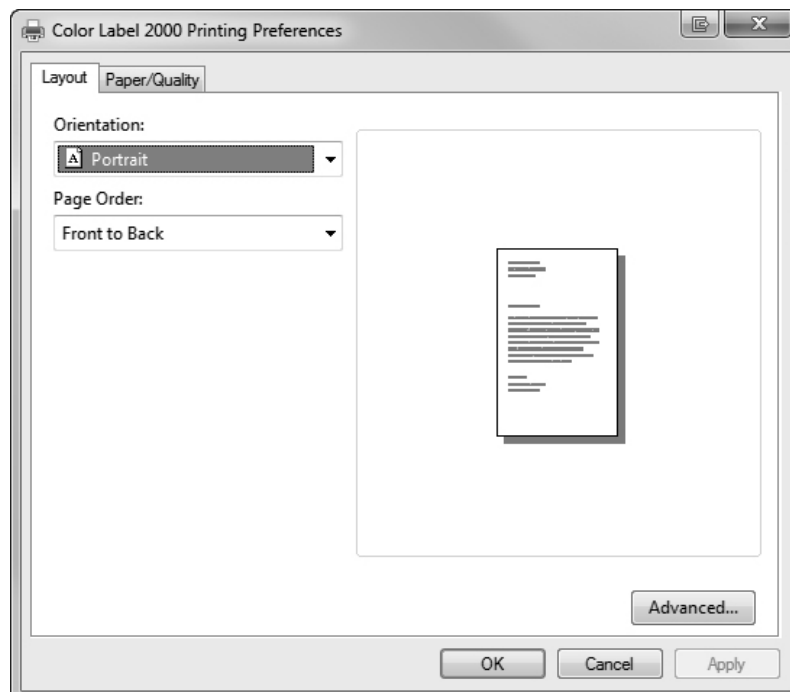 Color Label 2000 Printing Preferences
Layout Paper/Quality
Orientation:
A Portrait
Page Order:
Front to Back
Advanced...
OK Cancel Apply